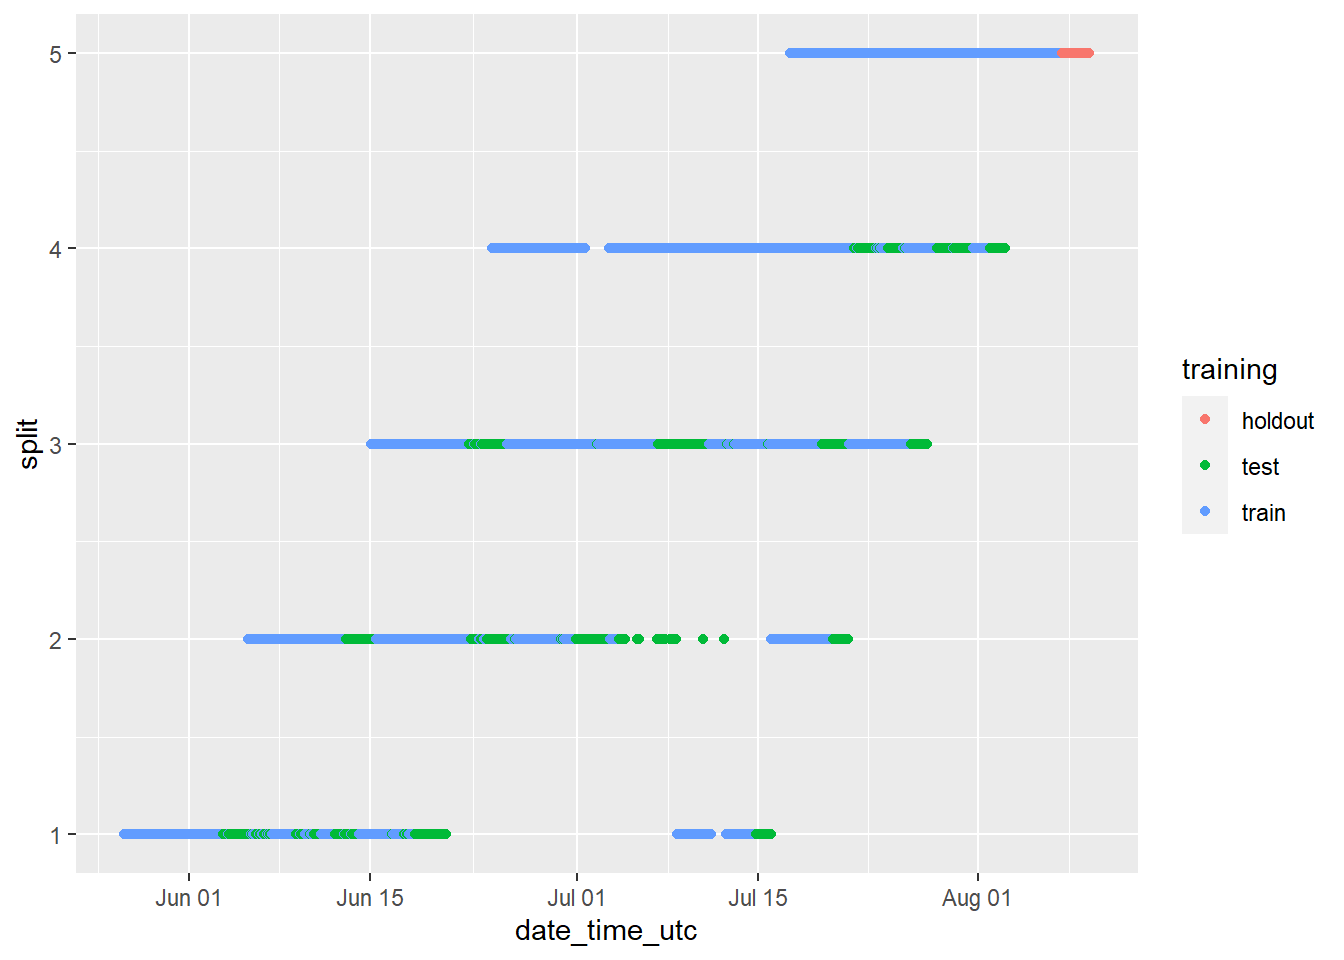 5
4
3
2
1
split
Jun 01
Jun 15
Jul 01
Jul 15
Aug 01
date_time_utc
training
holdout
test
train